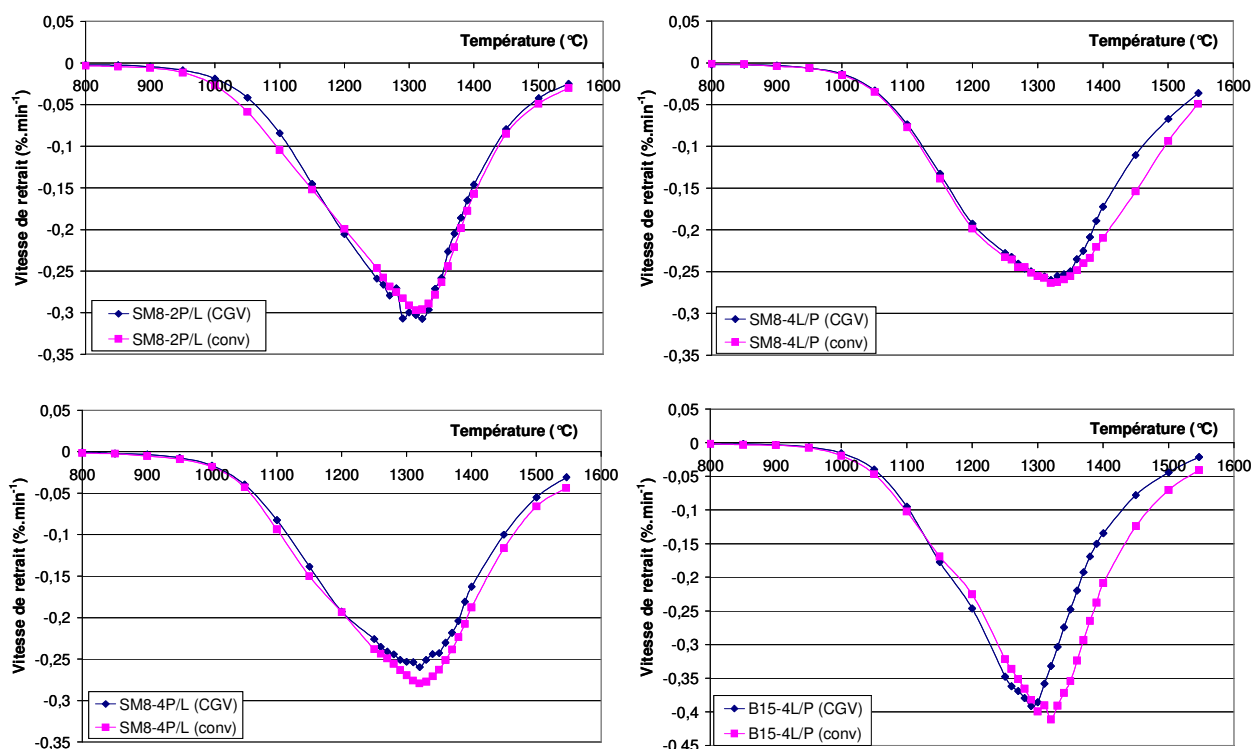 0,05
Température (°C)
0
800 900 1000 1100 1200 1300 1400 1500 1600
-0,05
-0,1
-0,15
-0,2
-0,25
-0,3
-0,35
Vitesse de retrait (%.min-1)
SM8-2P/L (CGV)
SM8-2P/L (conv)
0,05
Température (°C)
0
800 900 1000 1100 1200 1300 1400 1500 1600
-0,05
-0,1
-0,15
-0,2
-0,25
-0,3
-0,35
Vitesse de retrait (%.min-1)
SM8-4L/P (CGV)
SM8-4L/P (conv)
0,05
Température (°C)
0
800 900 1000 1100 1200 1300 1400 1500 1600
-0,05
-0,1
-0,15
-0,2
-0,25
-0,3
-0,35
Vitesse de retrait (%.min-1)
SM8-4P/L (CGV)
SM8-4P/L (conv)
0,05
Température (°C)
0
800 900 1000 1100 1200 1300 1400 1500 1600
-0,05
-0,1
-0,15
-0,2
-0,25
-0,3
-0,35
-0,4
-0,45
Vitesse de retrait (%.min-1)
B15-4L/P (CGV)
B15-4L/P (conv)